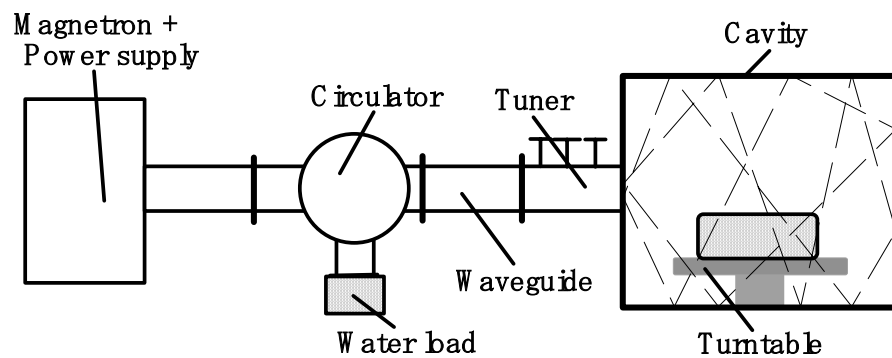 Magnetron +
Power supply
Circulator
Tuner
Cavity
Waveguide
Water load
Turntable